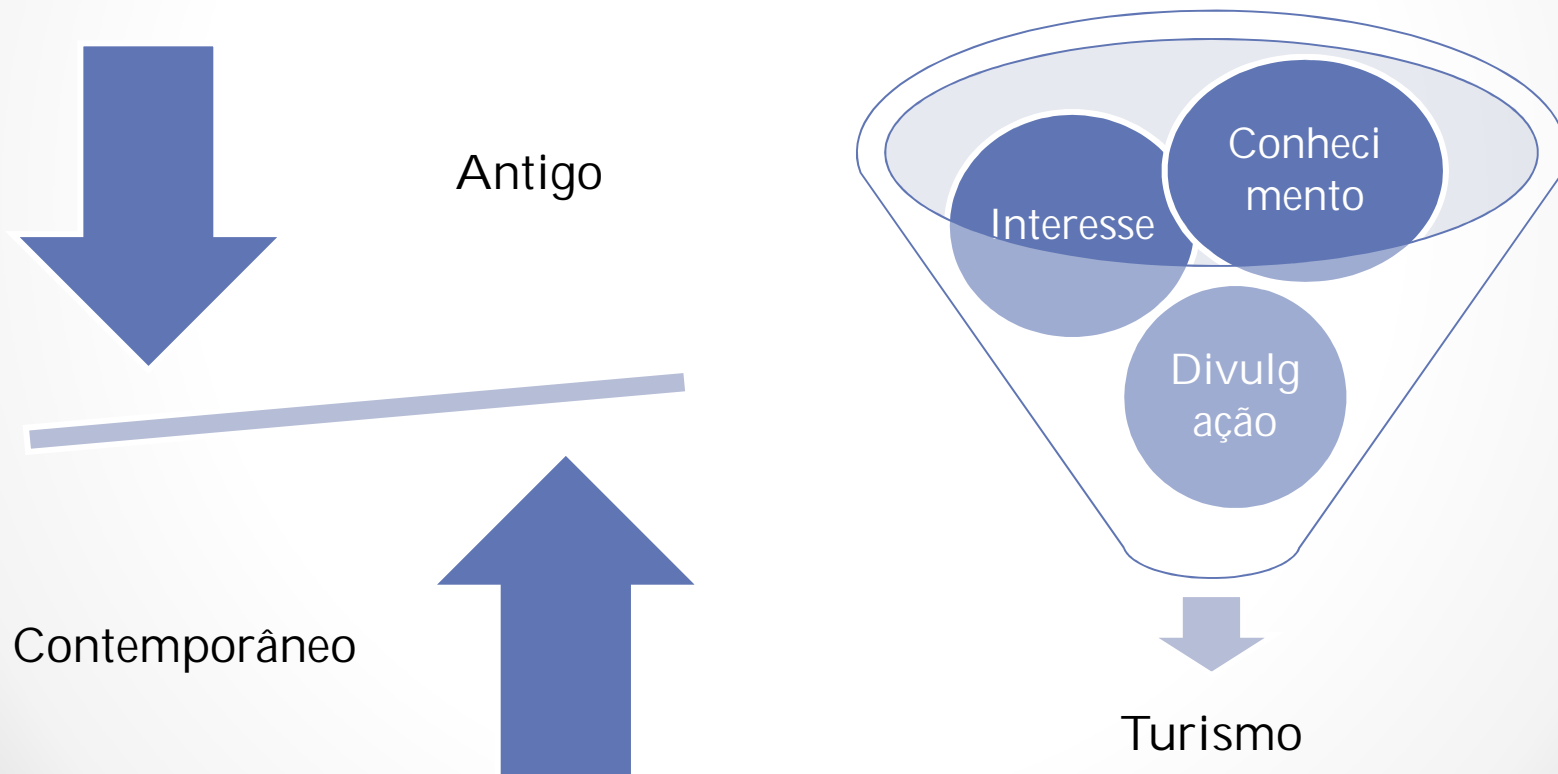 Antigo
Contemporâneo
Conheci
mento
Interesse
Divulg
ação
Turismo